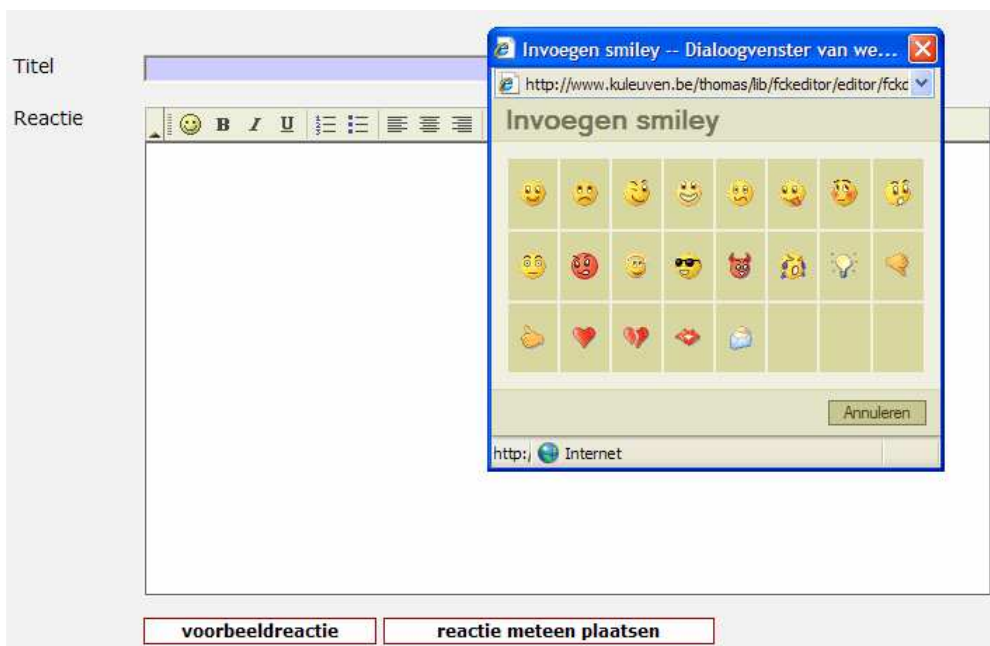 Invoegen smiley -- Dialoogvenster van we...
http://www.kuleuven.be/thomas/lib/fckeditor/editor/fckc
Titel
Reactie
B I U
Invoegen smiley
Annuleren
http:/ Internet
voorbeeldreactie
reactie meteen plaatsen